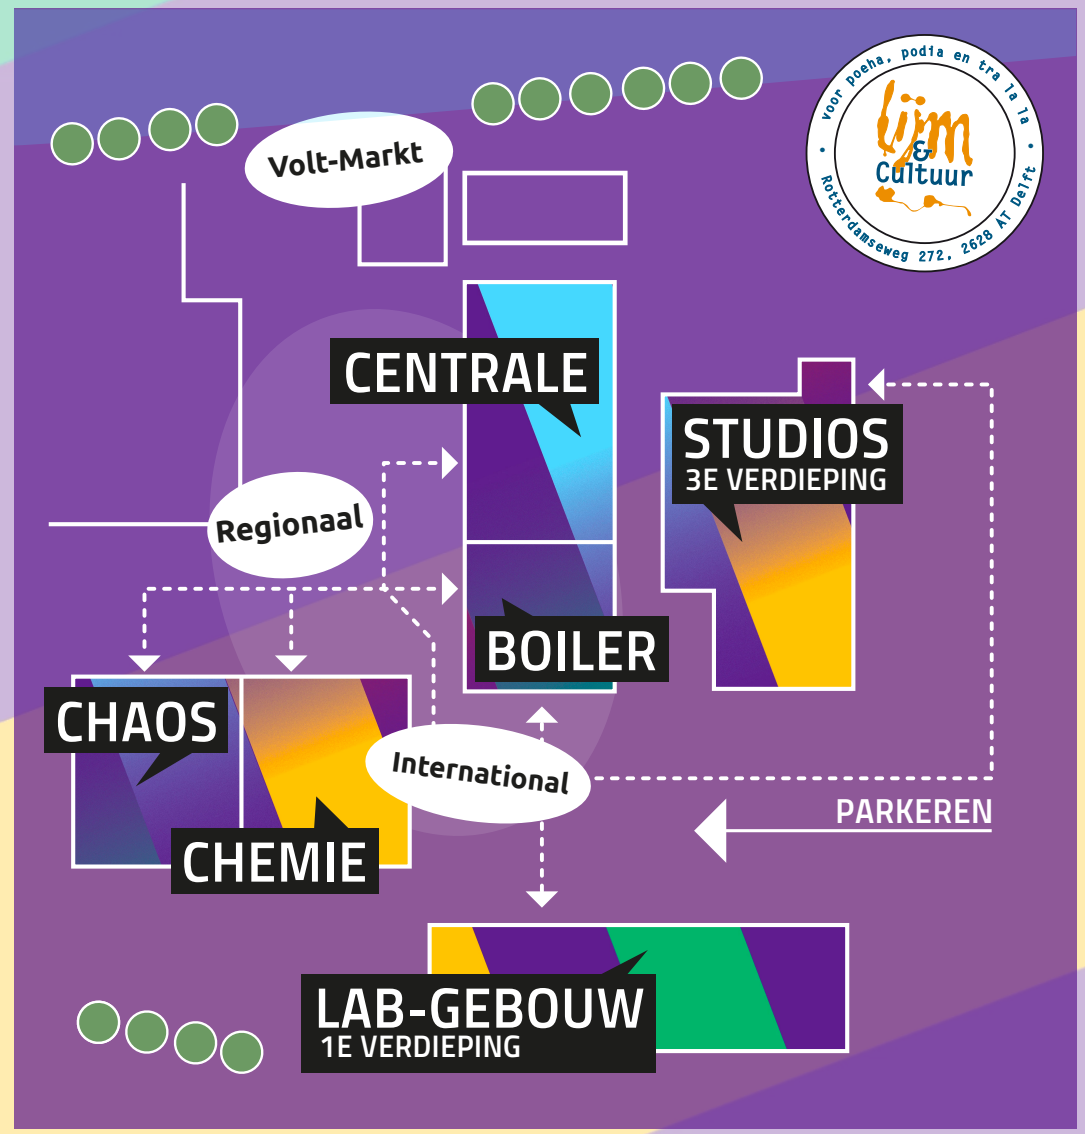 • voor poeha, podia en tra la la •
lijm
&
Cultuur
Rotterdamseweg 272, 2628 AT Delft
Volt-Markt
CENTRALE
STUDIOS
3E VERDIEPING
Regionaal
BOILER
CHAOS
International
PARKEREN
CHEMIE
LAB-GEBOUW
1E VERDIEPING